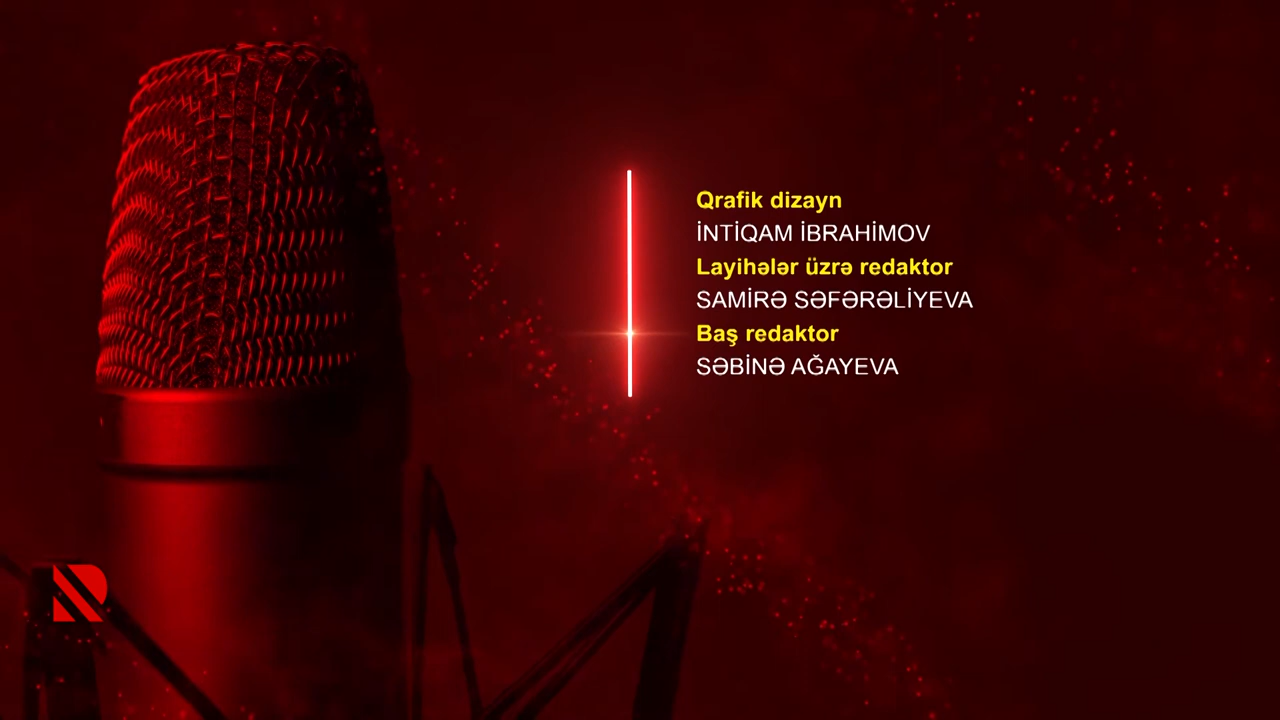 Qrafik dizayn
İNTİQAM İBRAHİMOV
Layihələr üzrə redaktor
SAMİRƏ SƏFƏRƏLİYEVA
Baş redaktor
SƏBİNƏ AĞAYEVA